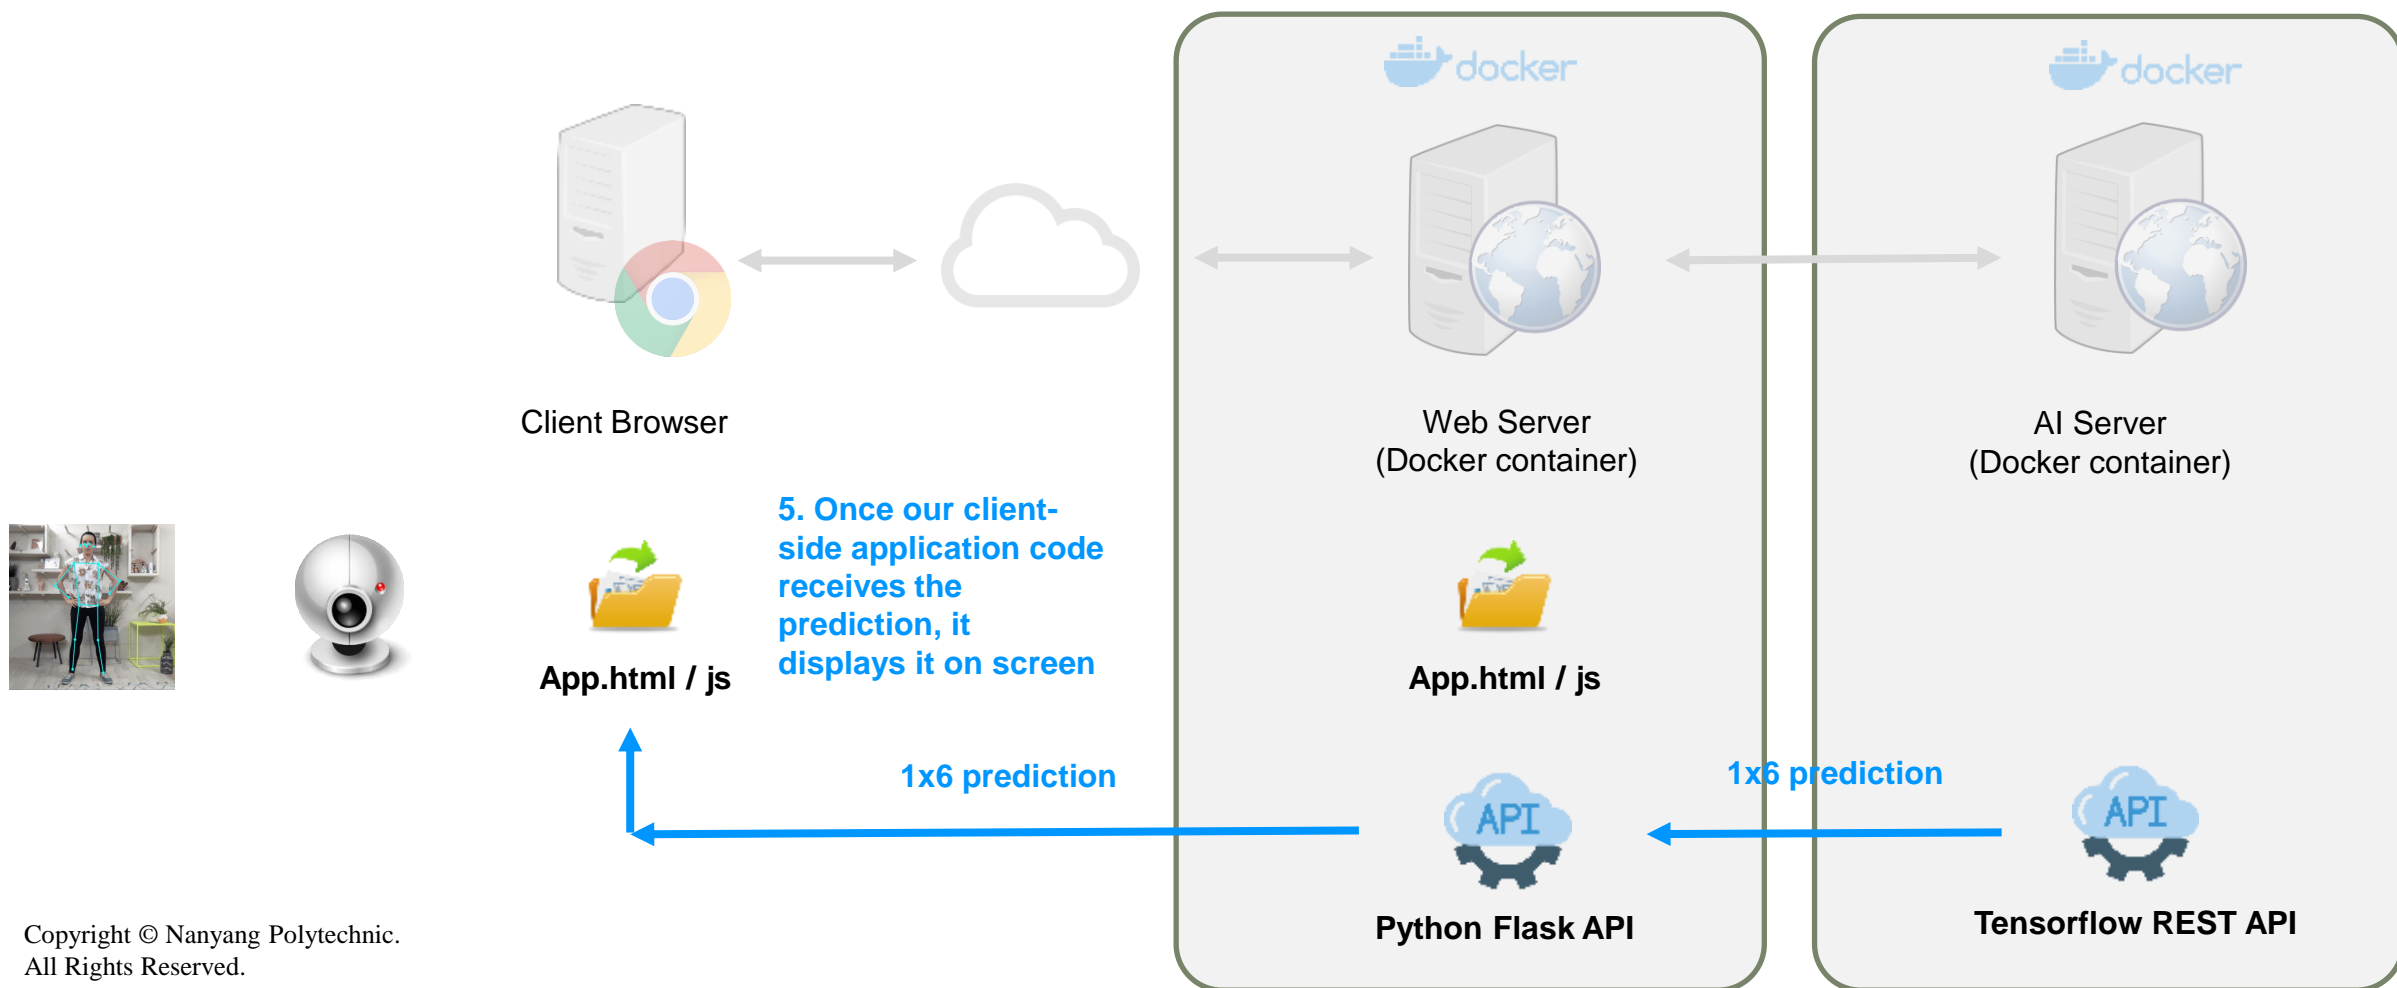 docker
docker
Client Browser
Web Server
(Docker container)
AI Server
(Docker container)
5. Once our client-
side application code
receives the
prediction, it
displays it on screen
App.html / js
App.html / js
1x6 prediction
1x6 prediction
API
API
Python Flask API
Tensorflow REST API
Copyright © Nanyang Polytechnic.
All Rights Reserved.